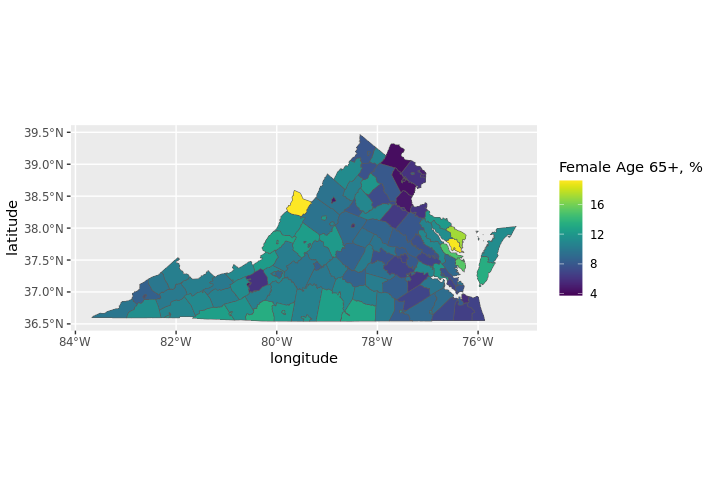 39.5°N
39.0°N
38.5°N
38.0°N
37.5°N
37.0°N
36.5°N
latitude
84°W 82°W 80°W 78°W 76°W
longitude
Female Age 65+, %
16
12
8
4